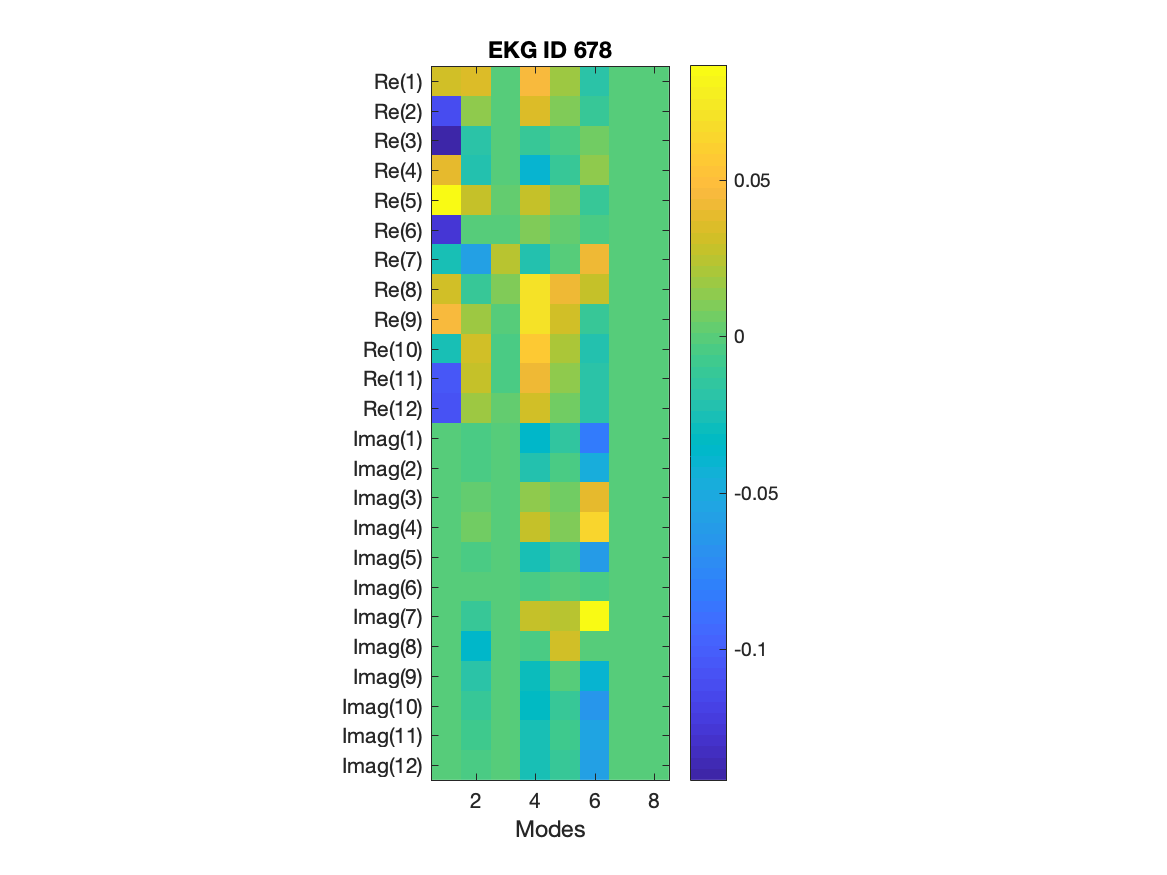 EKG ID 678
Re(1)
Re(2)
Re(3)
Re(4)
Re(5)
Re(6)
Re(7)
Re(8)
Re(9)
Re(10)
Re(11)
Re(12)
Imag(1)
Imag(2)
Imag(3)
Imag(4)
Imag(5)
Imag(6)
Imag(7)
Imag(8)
Imag(9)
Imag(10)
Imag(11)
Imag(12)
2 4 6 8
Modes
0.05
0
-0.05
-0.1